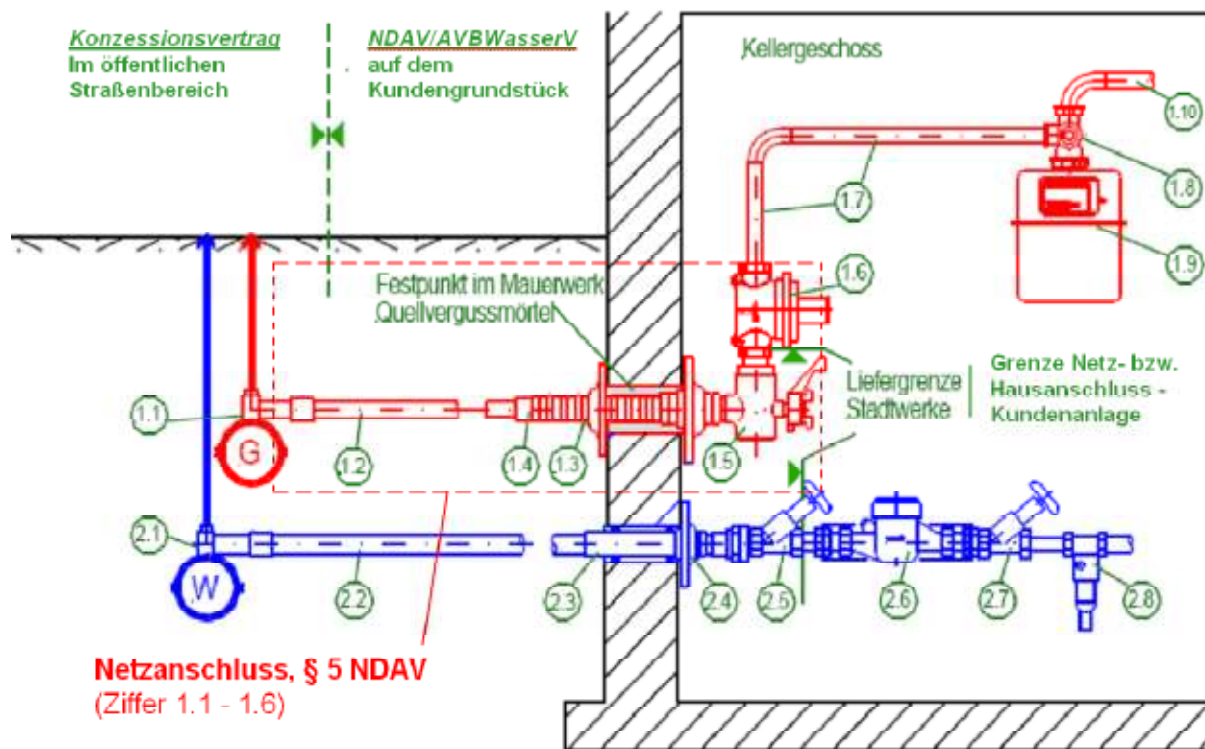 Konzessionsvertrag
Im öffentlichen
Straßenbereich
NDAV/AVBWasserV
auf dem
Kundengrundstück
Kellergeschoss
1.10
1.8
1.7
1.9
1.6
Festpunkt im Mauerwerk
Quellvergussmörtel
Liefergrenze
Stadtwerke
Grenze Netz- bzw.
Hausanschluss -
Kundenanlage
1.1
G
1.2
1.4
1.3
1.5
2.1
W
2.2
2.3
2.4
2.5
2.6
2.7
2.8
Netzanschluss, § 5 NDAV
(Ziffer 1.1 - 1.6)